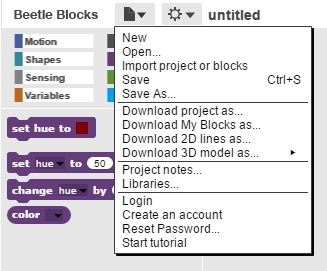 Beetle Blocks untitled
Motion
Shapes
Sensing
Variables
set hue to
set hue to 50
change hue by
color
New
Open...
Import project or blocks
Save Ctrl+S
Save As...
Download project as...
Download My Blocks as...
Download 2D lines as...
Download 3D model as...
Project notes...
Libraries...
Login
Create an account
Reset Password...
Start tutorial